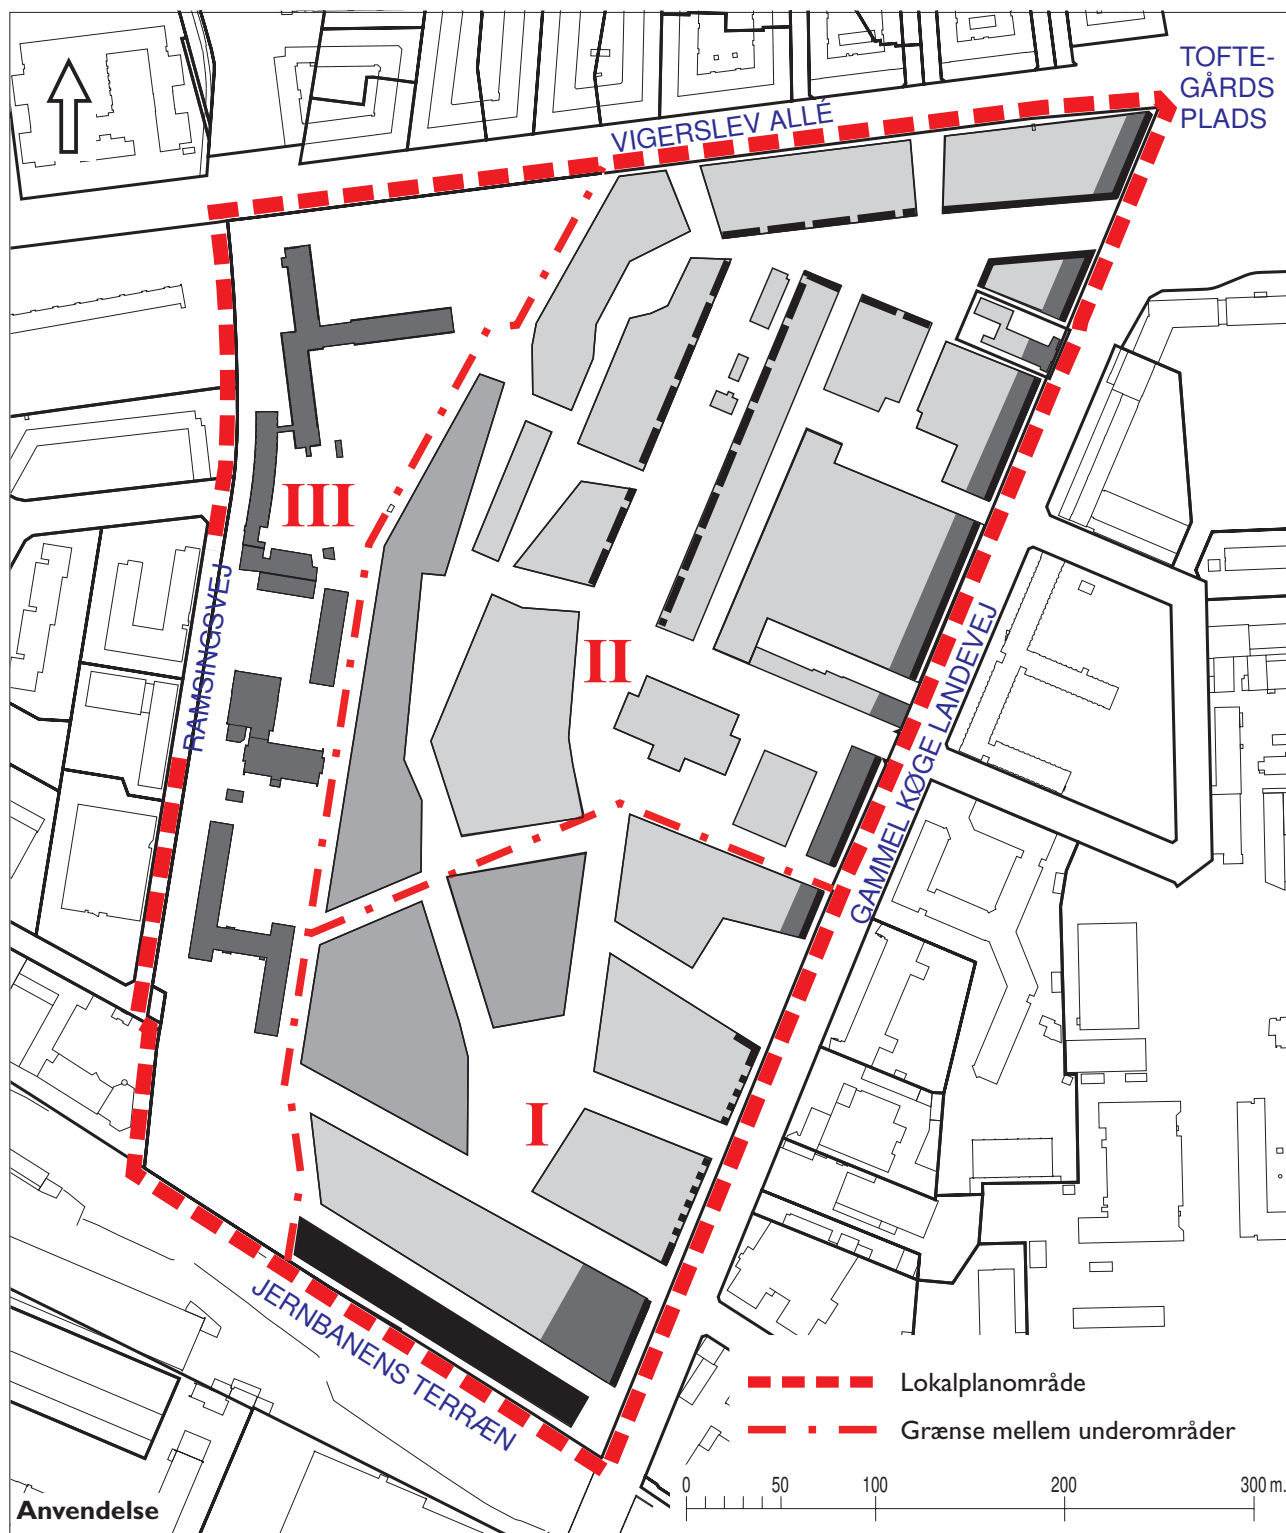 TOFTE-
GÅRDS
PLADS
VIGERSLEV ALLÉ
III
RAMSINGSVEJ
II
GAMMEL KØGE LANDEVEJ
I
JERNBANENS TERRÆN
Lokalplanområde
Grænse mellem underområder
0 50 100 200 300 m.
Anvendelse